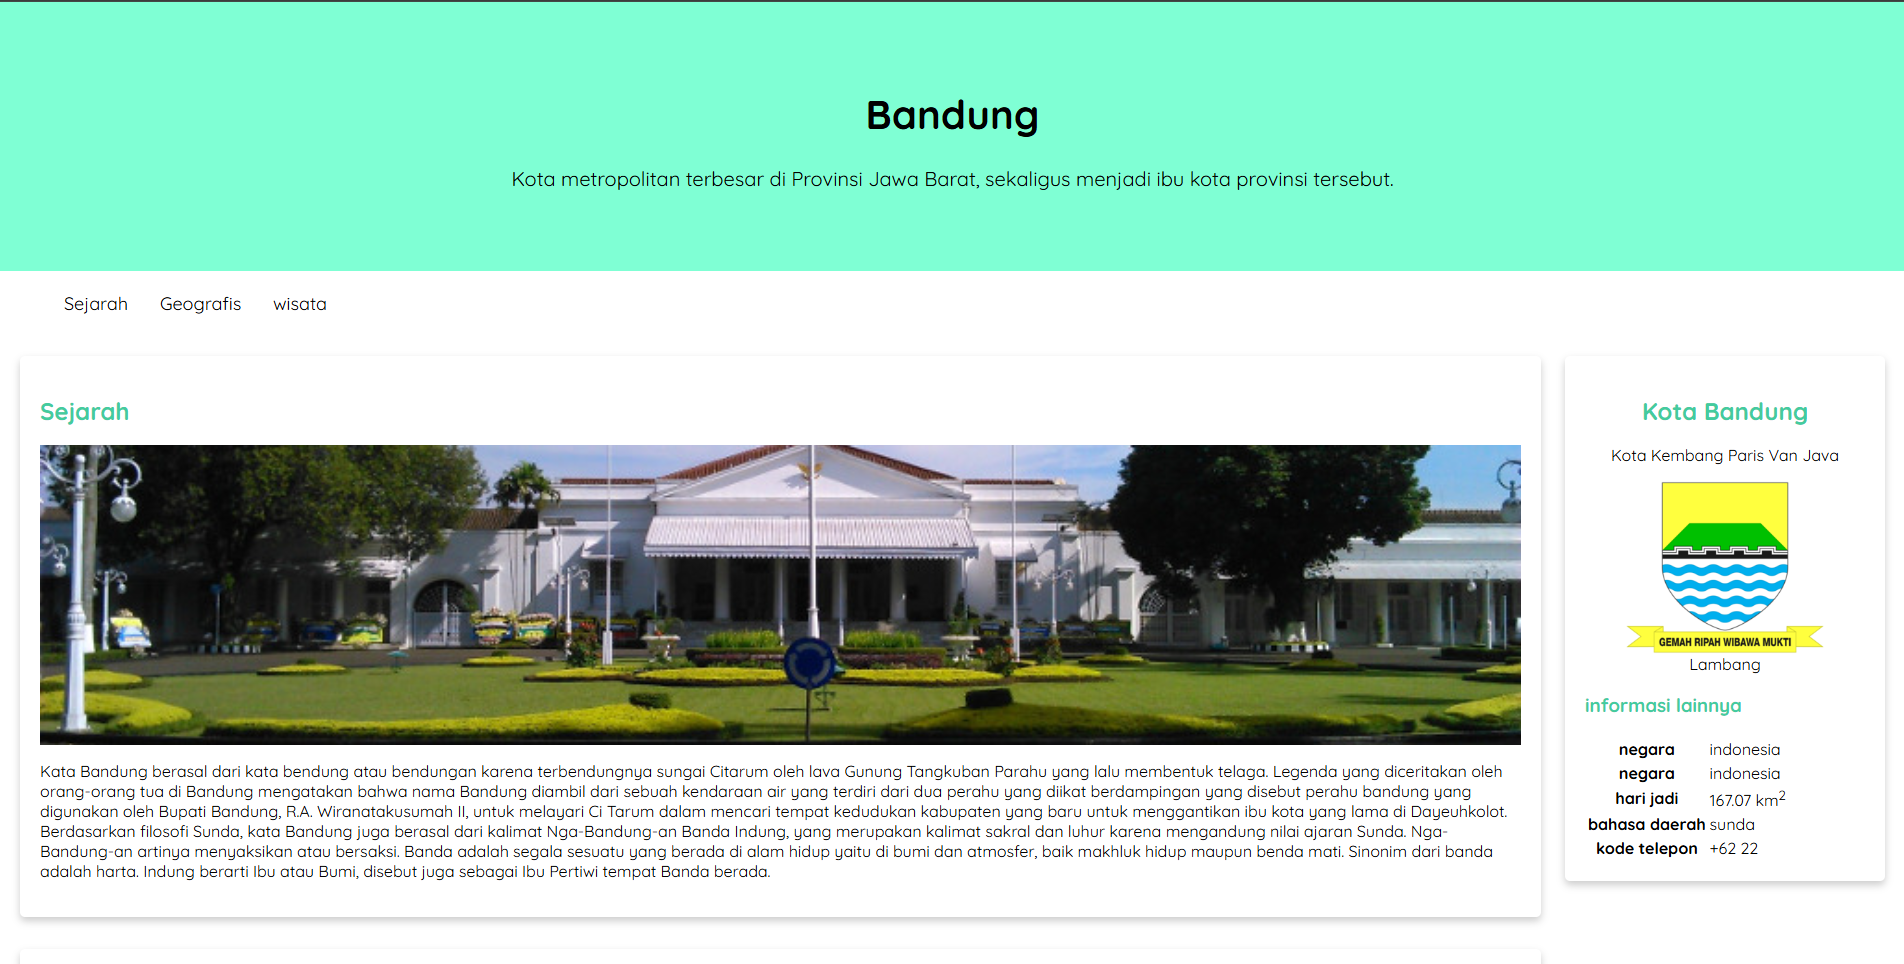 Bandung
Kota metropolitan terbesar di Provinsi Jawa Barat, sekaligus menjadi ibu kota provinsi tersebut.
Sejarah Geografis wisata
Sejarah
Kata Bandung berasal dari kata bendung atau bendungan karena terbendungnya sungai Citarum oleh lava Gunung Tangkuban Parahu yang lalu membentuk telaga. Legenda yang diceritakan oleh
orang-orang tua di Bandung mengatakan bahwa nama Bandung diambil dari sebuah kendaraan air yang terdiri dari dua perahu yang diikat berdampingan yang disebut perahu bandung yang
digunakan oleh Bupati Bandung, R.A. Wiranatakusumah II, untuk melayari Ci Tarum dalam mencari tempat kedudukan kabupaten yang baru untuk menggantikan ibu kota yang lama di Dayeuhkolot.
Berdasarkan filosofi Sunda, kata Bandung juga berasal dari kalimat Nga-Bandung-an Banda Indung, yang merupakan kalimat sakral dan luhur karena mengandung nilai ajaran Sunda. Nga-
Bandung-an artinya menyaksikan atau bersaksi. Banda adalah segala sesuatu yang berada di alam hidup yaitu di bumi dan atmosfer, baik makhluk hidup maupun benda mati. Sinonim dari banda
adalah harta. Indung berarti Ibu atau Bumi, disebut juga sebagai Ibu Pertiwi tempat Banda berada.
Kota Bandung
Kota Kembang Paris Van Java
GEMAH RIPAH WIBAWA MUKTI
Lambang
informasi lainnya
negara indonesia
negara indonesia
hari jadi 167.07 km²
bahasa daerah sunda
kode telepon +62 22